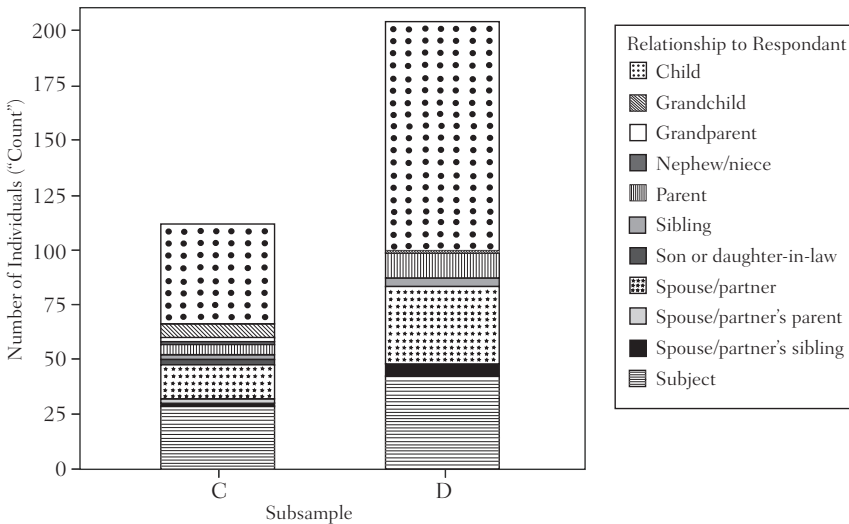 Number of Individuals (“Count”)
200
175
150
125
100
75
50
25
0
C
D
Subsample
Relationship to Respondant
Child
Grandchild
Grandparent
Nephew/niece
Parent
Sibling
Son or daughter-in-law
Spouse/partner
Spouse/partner’s parent
Spouse/partner’s sibling
Subject